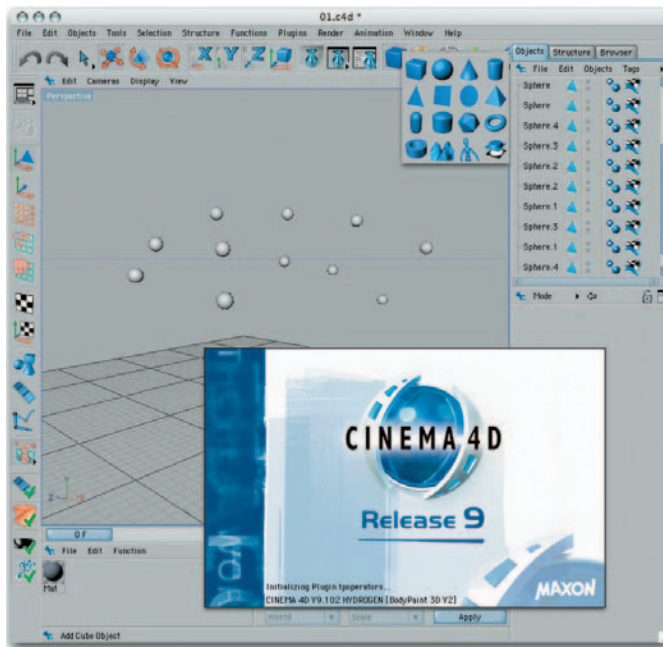 01.c4d *
File Edit Objects Tools Selection Structure Functions Plugins Render Animation Window Help
Objects Structure Browser
Edit Cameras Display View
File Edit Objects Tags
Perspective
Sphere
Sphere
Sphere.4
Sphere.3
Sphere.2
Sphere.2
Sphere.1
Sphere.3
Sphere.1
Sphere.4
Mode
CINEMA 4D
Release 9
Initializing Plugin tpoperators...
CINEMA 4D V9.102 HYDROGEN [BodyPaint 3D V2]
MAXON
0 F
File Edit Function
Mat
World Scale Apply
Add Cube Object